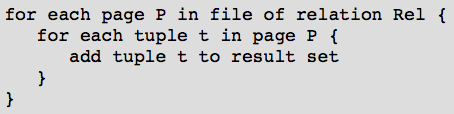 for each page P in file of relation Rel {
   for each tuple t in page P {
      add tuple t to result set
   }
}